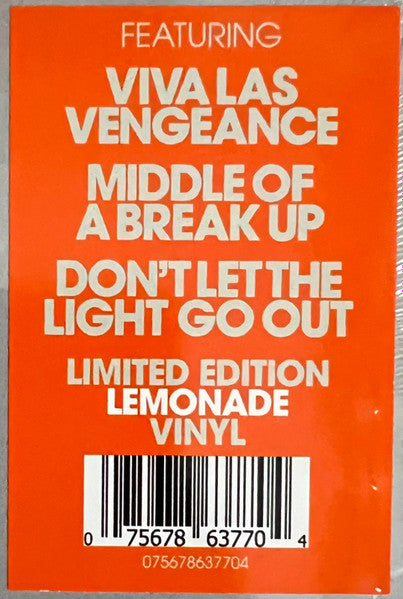 FEATURING
VIVA LAS
VENGEANCE
MIDDLE OF
A BREAK UP
DON'T LET THE
LIGHT GO OUT
LIMITED EDITION
LEMONADE
VINYL
0 75678 63770 4
075678637704